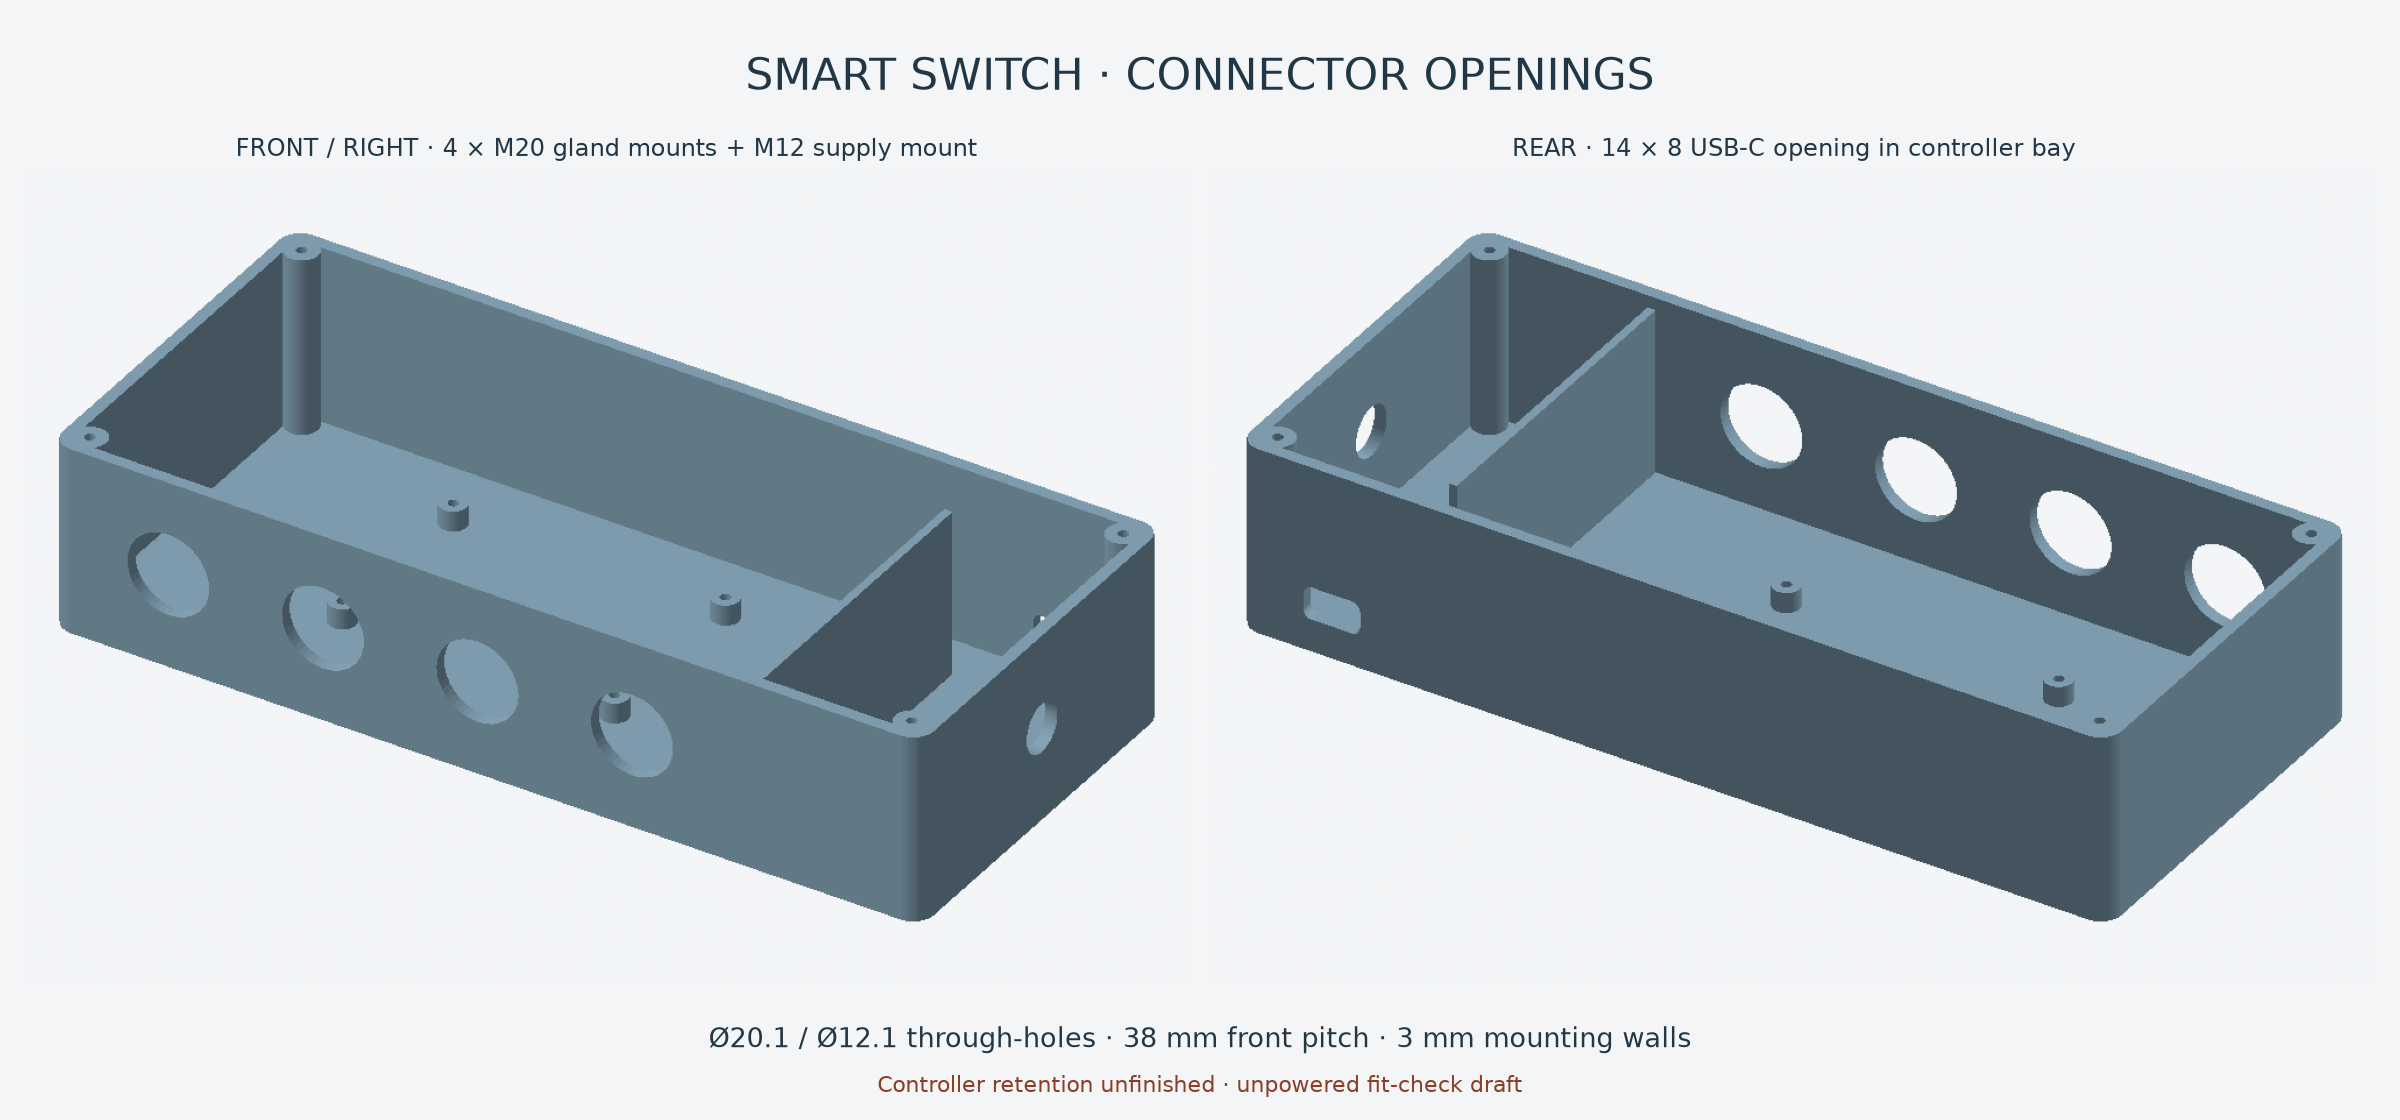 SMART SWITCH · CONNECTOR OPENINGS
FRONT / RIGHT · 4 × M20 gland mounts + M12 supply mount
REAR · 14 × 8 USB-C opening in controller bay
Ø20.1 / Ø12.1 through-holes · 38 mm front pitch · 3 mm mounting walls
Controller retention unfinished · unpowered fit-check draft